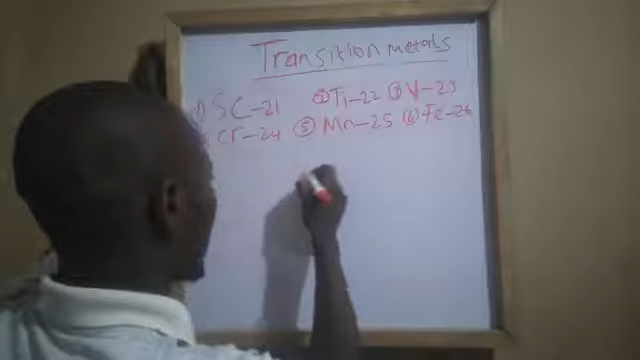 Transition metals
1) SC-21 ② Ti-22 ③ V-23
Cr-24 ⑤ Mn-25 (6) Fe-26